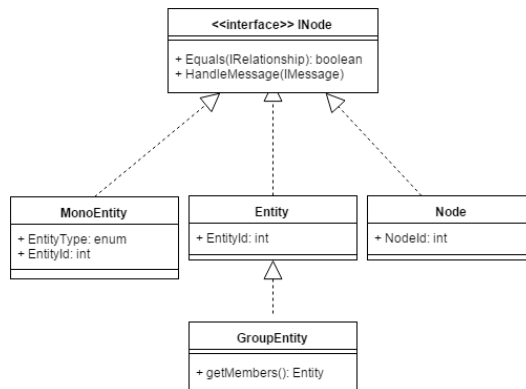 <<interface>> INode
+ Equals(IRelationship): boolean
+ HandleMessage(IMessage)
MonoEntity
+ EntityType: enum
+ EntityId: int
Entity
+ EntityId: int
Node
+ NodeId: int
GroupEntity
+ getMembers(): Entity